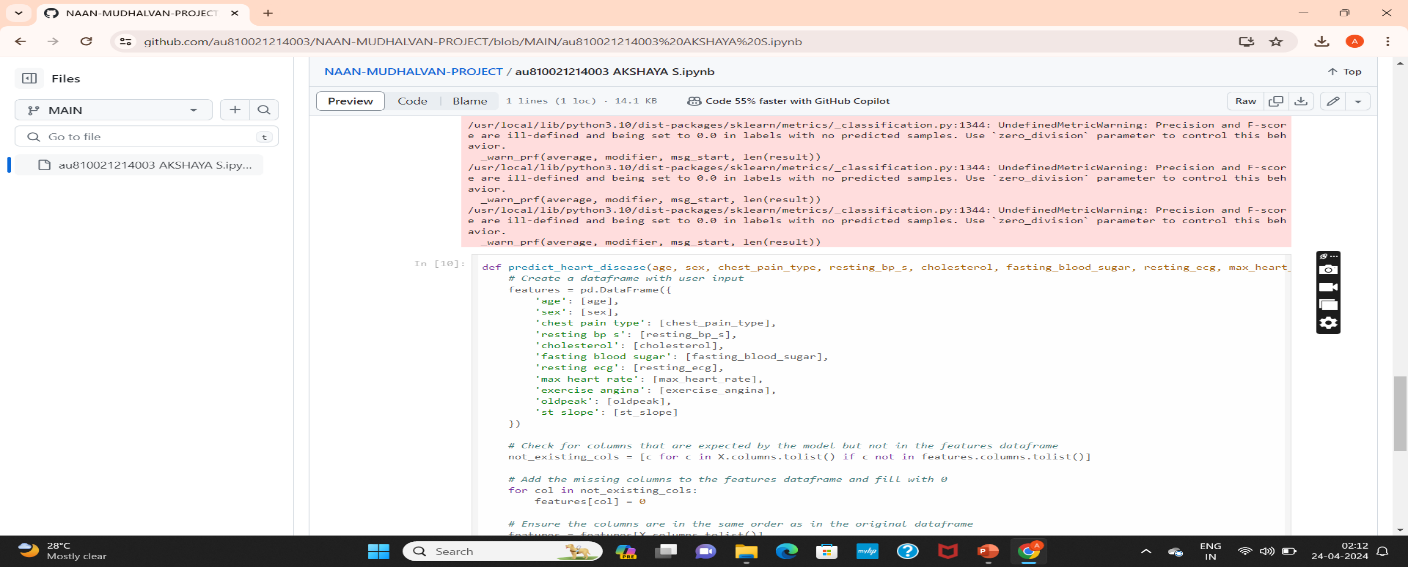 NAAN-MUDHALVAN-PROJECT
github.com/au810021214003/NAAN-MUDHALVAN-PROJECT/blob/MAIN/au810021214003%20AKSHAYA%20S.ipynb
A
Files
MAIN
Go to file
t
au810021214003 AKSHAYA S.ipy...
NAAN-MUDHALVAN-PROJECT / au810021214003 AKSHAYA S.ipynb
Top
Preview Code Blame 1 lines (1 loc) · 14.1 KB Code 55% faster with GitHub Copilot Raw
/usr/local/lib/python3.10/dist-packages/sklearn/metrics/_classification.py:1344: UndefinedMetricWarning: Precision and F-scor
e are ill-defined and being set to 0.0 in labels with no predicted samples. Use `zero_division` parameter to control this beh
avior.
_warn_prf(average, modifier, msg_start, len(result))
/usr/local/lib/python3.10/dist-packages/sklearn/metrics/_classification.py:1344: UndefinedMetricWarning: Precision and F-scor
e are ill-defined and being set to 0.0 in labels with no predicted samples. Use `zero_division` parameter to control this beh
avior.
_warn_prf(average, modifier, msg_start, len(result))
/usr/local/lib/python3.10/dist-packages/sklearn/metrics/_classification.py:1344: UndefinedMetricWarning: Precision and F-scor
e are ill-defined and being set to 0.0 in labels with no predicted samples. Use `zero_division` parameter to control this beh
avior.
_warn_prf(average, modifier, msg_start, len(result))
In [10]:
def predict_heart_disease(age, sex, chest_pain_type, resting_bp_s, cholesterol, fasting_blood_sugar, resting_ecg, max_heart_
# Create a dataframe with user input
features = pd.DataFrame({
'age': [age],
'sex': [sex],
'chest pain type': [chest_pain_type],
'resting bp s': [resting_bp_s],
'cholesterol': [cholesterol],
'fasting blood sugar': [fasting_blood_sugar],
'resting ecg': [resting_ecg],
'max heart rate': [max_heart_rate],
'exercise angina': [exercise_angina],
'oldpeak': [oldpeak],
'st slope': [st_slope]
})
# Check for columns that are expected by the model but not in the features dataframe
not_existing_cols = [c for c in X.columns.tolist() if c not in features.columns.tolist()]
# Add the missing columns to the features dataframe and fill with 0
for col in not_existing_cols:
features[col] = 0
# Ensure the columns are in the same order as in the original dataframe
features = features[X.columns.tolist()]
28°C
Mostly clear
Search
PRE
ENG
IN
02:12
24-04-2024